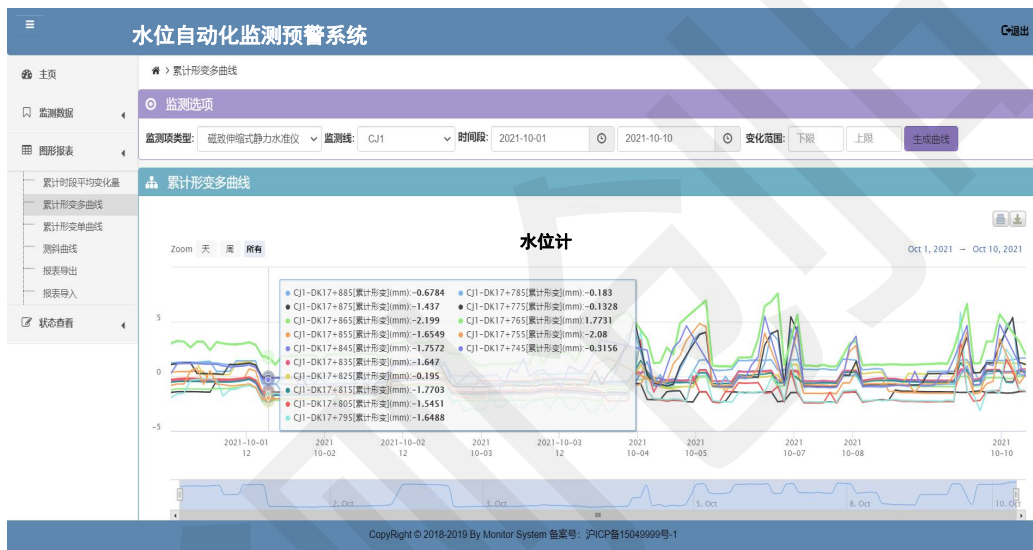 水位自动化监测预警系统
退出
主页
监测数据
图形报表
累计时段平均变化量
累计形变多曲线
累计形变单曲线
测斜曲线
报表导出
报表导入
状态查看
> 累计形变多曲线
监测选项
监测项类型: 磁致伸缩式静力水准仪 监测线: CJ1 时间段: 2021-10-01 2021-10-10 变化范围: 下限 上限 生成曲线
累计形变多曲线
水位计
Zoom 天 周 所有 Oct 1, 2021 – Oct 10, 2021
CJ1-DK17+885[累计形变](mm):-0.6784 CJ1-DK17+785[累计形变](mm):-0.183
CJ1-DK17+875[累计形变](mm):-1.437 CJ1-DK17+775[累计形变](mm):-0.1328
CJ1-DK17+865[累计形变](mm):-2.199 CJ1-DK17+765[累计形变](mm):1.7731
CJ1-DK17+855[累计形变](mm):-1.6549 CJ1-DK17+755[累计形变](mm):-2.08
CJ1-DK17+845[累计形变](mm):-1.7572 CJ1-DK17+745[累计形变](mm):-0.3156
CJ1-DK17+835[累计形变](mm):-1.647
CJ1-DK17+825[累计形变](mm):-0.195
CJ1-DK17+815[累计形变](mm):-1.7703
CJ1-DK17+805[累计形变](mm):-1.5451
CJ1-DK17+795[累计形变](mm):-1.6488
5
0
-5
2021-10-01 2021 2021-10-02 2021 2021-10-03 2021 2021 2021 2021 2021
12 10-02 12 10-03 12 10-04 10-05 10-07 10-08 10-10
2. Oct 3. Oct 5. Oct 8. Oct 10. Oct
CopyRight © 2018-2019 By Monitor System 备案号: 沪ICP备15049999号-1